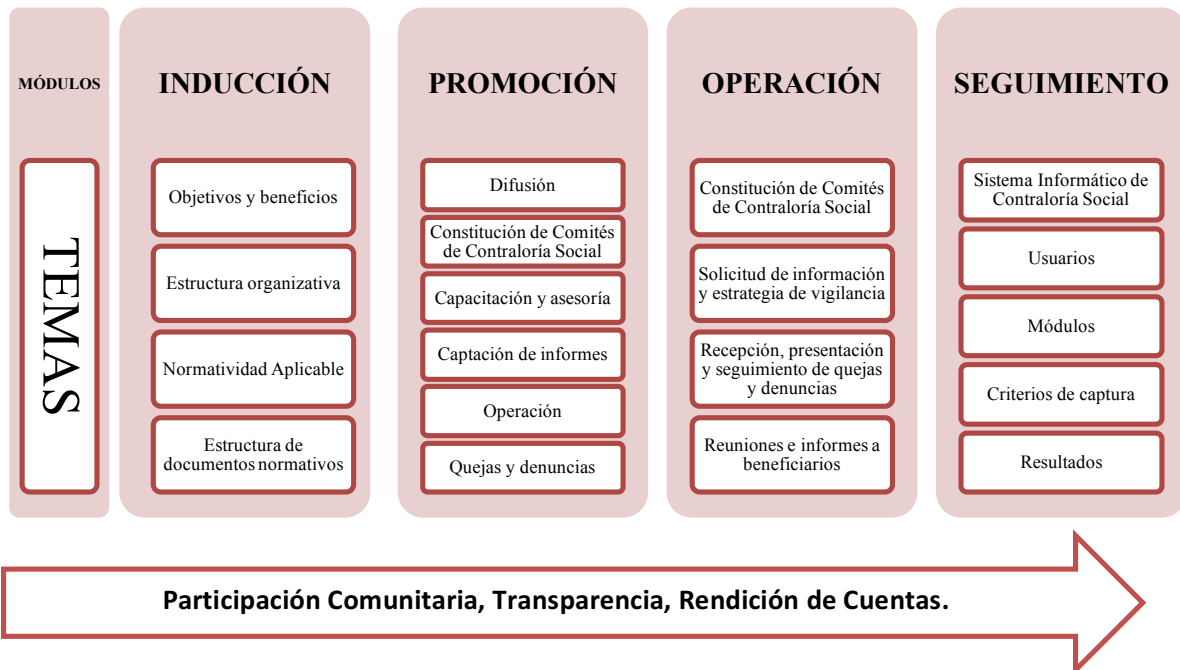 MÓDULOS
TEMAS
INDUCCIÓN
Objetivos y beneficios
Estructura organizativa
Normatividad Aplicable
Estructura de
documentos normativos
PROMOCIÓN
Difusión
Constitución de Comités
de Contraloría Social
Capacitación y asesoría
Captación de informes
Operación
Quejas y denuncias
OPERACIÓN
Constitución de Comités
de Contraloría Social
Solicitud de información
y estrategia de vigilancia
Recepción, presentación
y seguimiento de quejas
y denuncias
Reuniones e informes a
beneficiarios
SEGUIMIENTO
Sistema Informático de
Contraloría Social
Usuarios
Módulos
Criterios de captura
Resultados
Participación Comunitaria, Transparencia, Rendición de Cuentas.